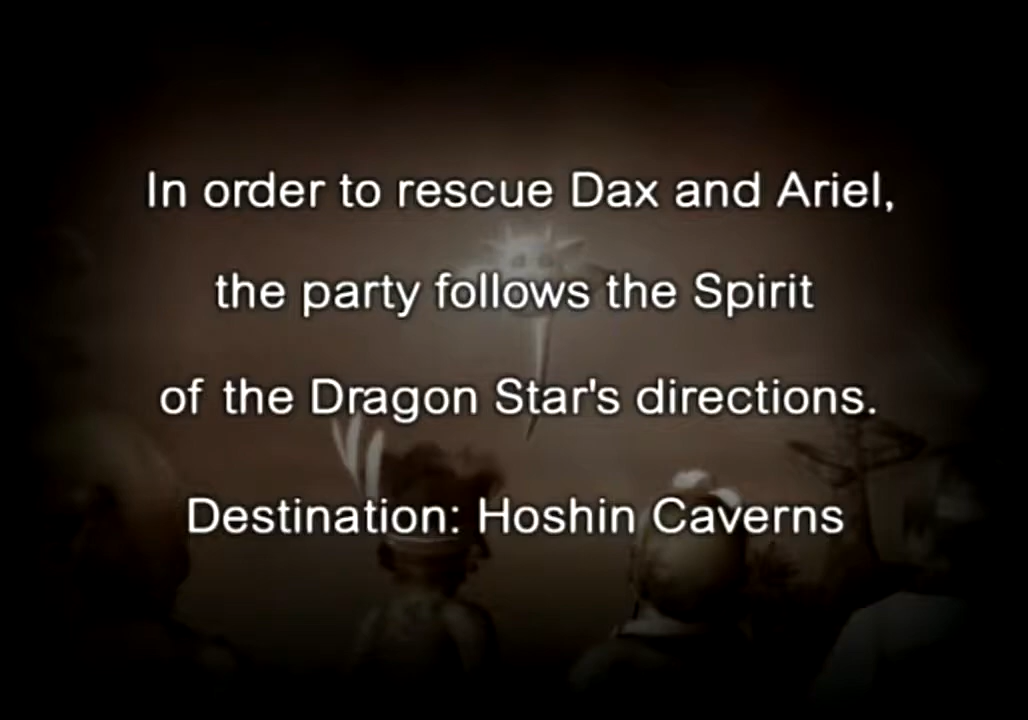 In order to rescue Dax and Ariel,
the party follows the Spirit
of the Dragon Star's directions.
Destination: Hoshin Caverns